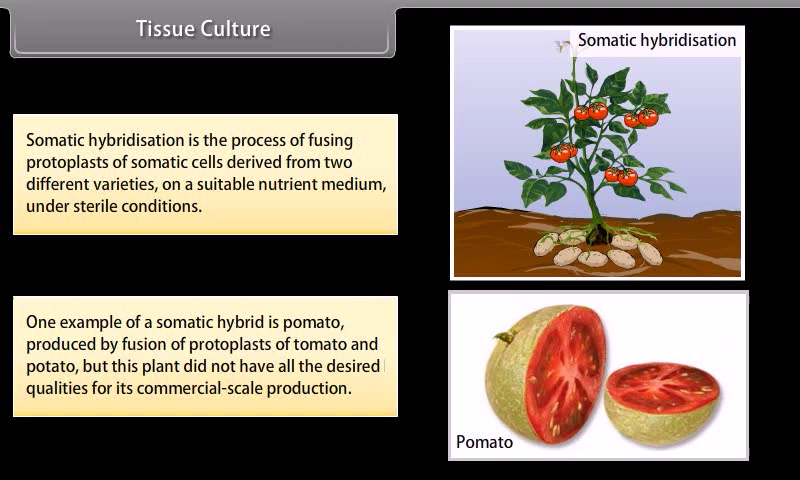 Tissue Culture
Somatic hybridisation
Somatic hybridisation is the process of fusing
protoplasts of somatic cells derived from two
different varieties, on a suitable nutrient medium,
under sterile conditions.
One example of a somatic hybrid is pomato,
produced by fusion of protoplasts of tomato and
potato, but this plant did not have all the desired
qualities for its commercial-scale production.
Pomato